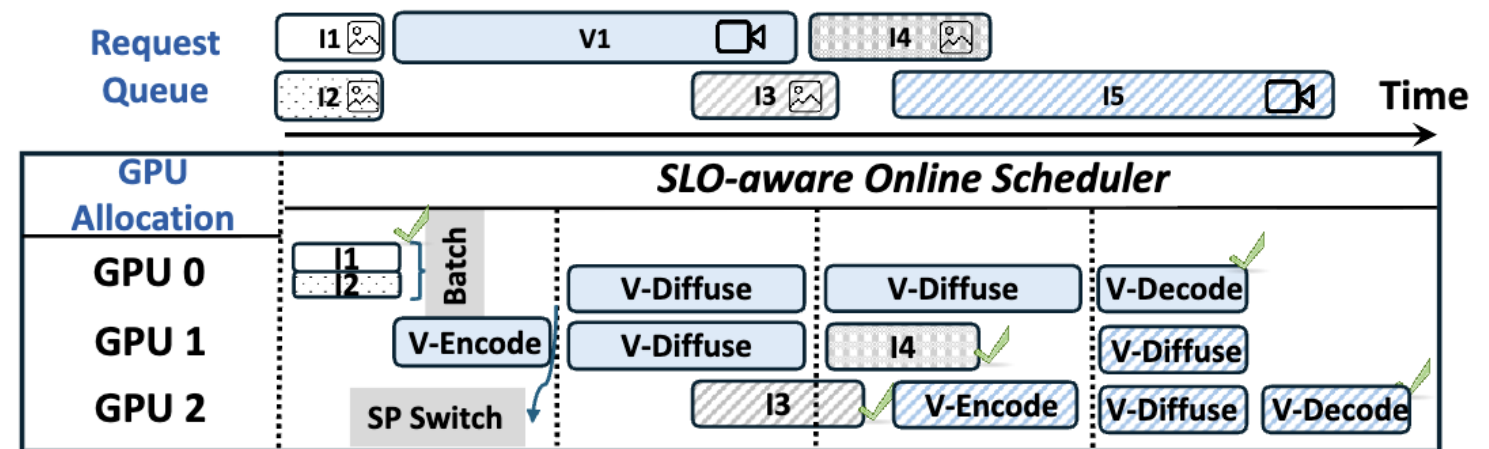 Request
Queue
I1
V1
I4
I2
I3
I5
Time
GPU
Allocation
SLO-aware Online Scheduler
GPU 0
I1
I2
Batch
V-Diffuse
V-Diffuse
V-Decode
GPU 1
V-Encode
V-Diffuse
I4
V-Diffuse
GPU 2
SP Switch
I3
V-Encode
V-Diffuse
V-Decode